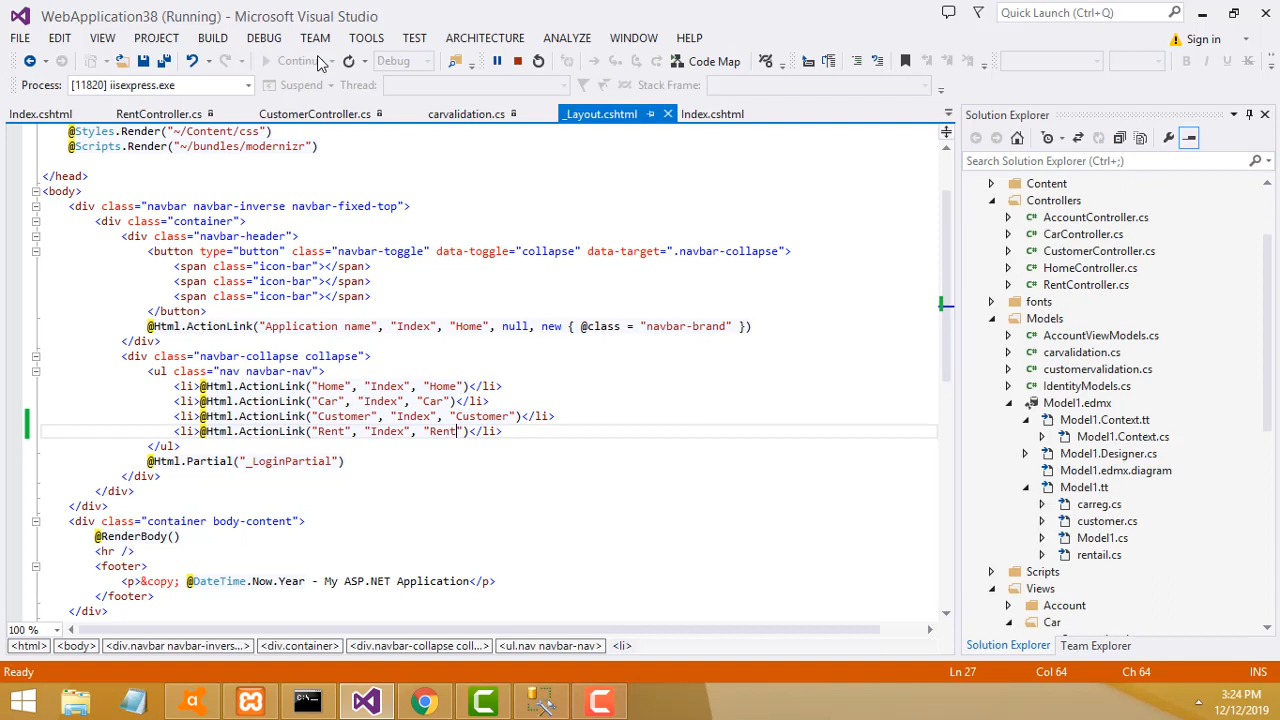 WebApplication38 (Running) - Microsoft Visual Studio
Quick Launch (Ctrl+Q)
FILE EDIT VIEW PROJECT BUILD DEBUG TEAM TOOLS TEST ARCHITECTURE ANALYZE WINDOW HELP
Sign in
Debug
Code Map
Process: [11820] iisexpress.exe
Suspend
Thread:
Stack Frame:
Index.cshtml RentController.cs CustomerController.cs carvalidation.cs _Layout.cshtml Index.cshtml
@Styles.Render("~/Content/css")
@Scripts.Render("~/bundles/modernizr")
</head>
<body>
<div class="navbar navbar-inverse navbar-fixed-top">
<div class="container">
<div class="navbar-header">
<button type="button" class="navbar-toggle" data-toggle="collapse" data-target=".navbar-collapse">
<span class="icon-bar"></span>
<span class="icon-bar"></span>
<span class="icon-bar"></span>
</button>
@Html.ActionLink("Application name", "Index", "Home", null, new { @class = "navbar-brand" })
</div>
<div class="navbar-collapse collapse">
<ul class="nav navbar-nav">
<li>@Html.ActionLink("Home", "Index", "Home")</li>
<li>@Html.ActionLink("Car", "Index", "Car")</li>
<li>@Html.ActionLink("Customer", "Index", "Customer")</li>
<li>@Html.ActionLink("Rent", "Index", "Rent")</li>
</ul>
@Html.Partial("_LoginPartial")
</div>
</div>
</div>
<div class="container body-content">
@RenderBody()
<hr />
<footer>
<p>&copy; @DateTime.Now.Year - My ASP.NET Application</p>
</footer>
</div>
100 %
<html> <body> <div.navbar navbar-invers... <div.container> <div.navbar-collapse coll... <ul.nav navbar-nav> <li>
Solution Explorer
Search Solution Explorer (Ctrl+;)
Content
Controllers
AccountController.cs
CarController.cs
CustomerController.cs
HomeController.cs
RentController.cs
fonts
Models
AccountViewModels.cs
carvalidation.cs
customervalidation.cs
IdentityModels.cs
Model1.edmx
Model1.Context.tt
Model1.Context.cs
Model1.Designer.cs
Model1.edmx.diagram
Model1.tt
carreg.cs
customer.cs
Model1.cs
rentail.cs
Scripts
Views
Account
Car
Solution Explorer Team Explorer
Ready
Ln 27 Col 64 Ch 64 INS
3:24 PM
12/12/2019